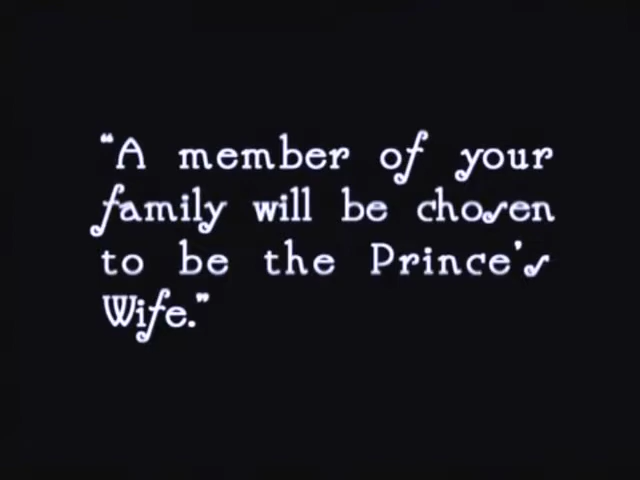 "A member of your
family will be chosen
to be the Prince's
Wife."